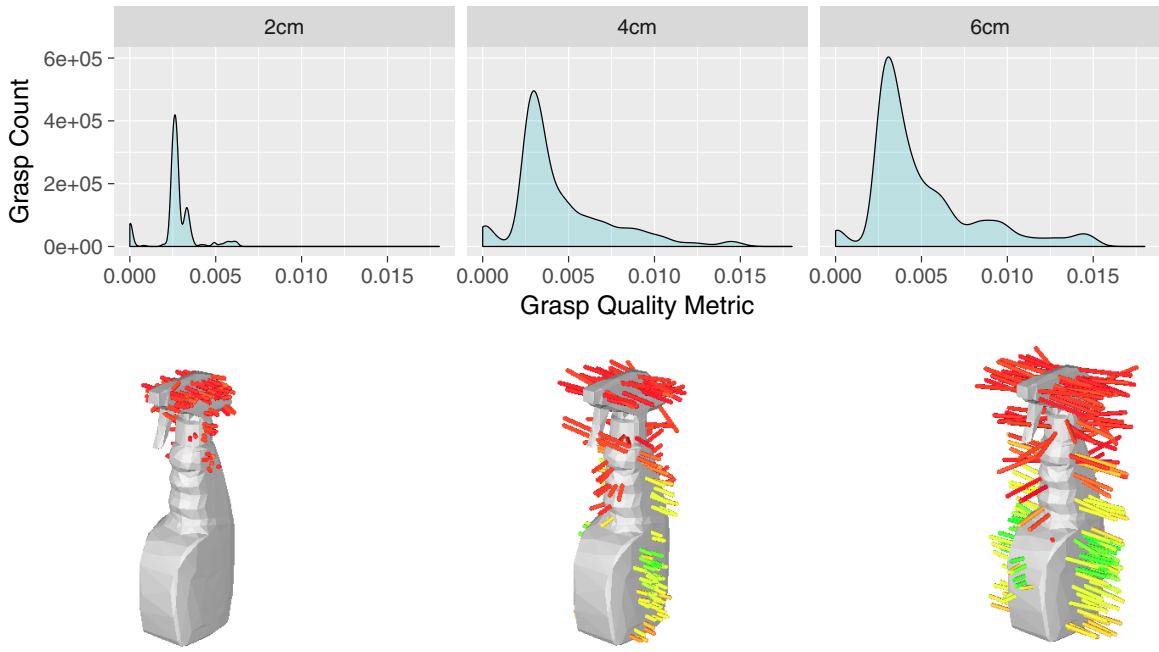 2cm 4cm 6cm
6e+05
4e+05
2e+05
0e+00
Grasp Count
0.000 0.005 0.010 0.015 0.000 0.005 0.010 0.015 0.000 0.005 0.010 0.015
Grasp Quality Metric